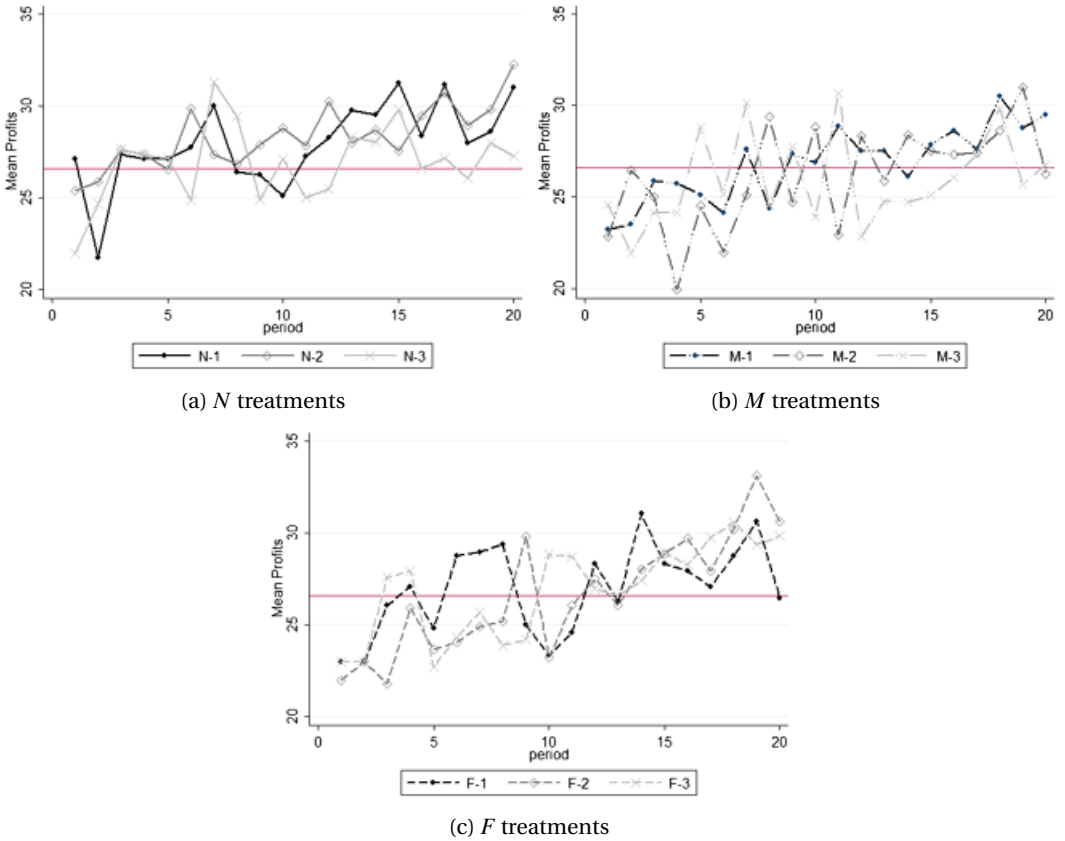 Mean Profits
35
30
25
20
0 5 10 15 20
period
N-1 N-2 N-3
(a) N treatments
Mean Profits
35
30
25
20
0 5 10 15 20
period
M-1 M-2 M-3
(b) M treatments
Mean Profits
35
30
25
20
0 5 10 15 20
period
F-1 F-2 F-3
(c) F treatments